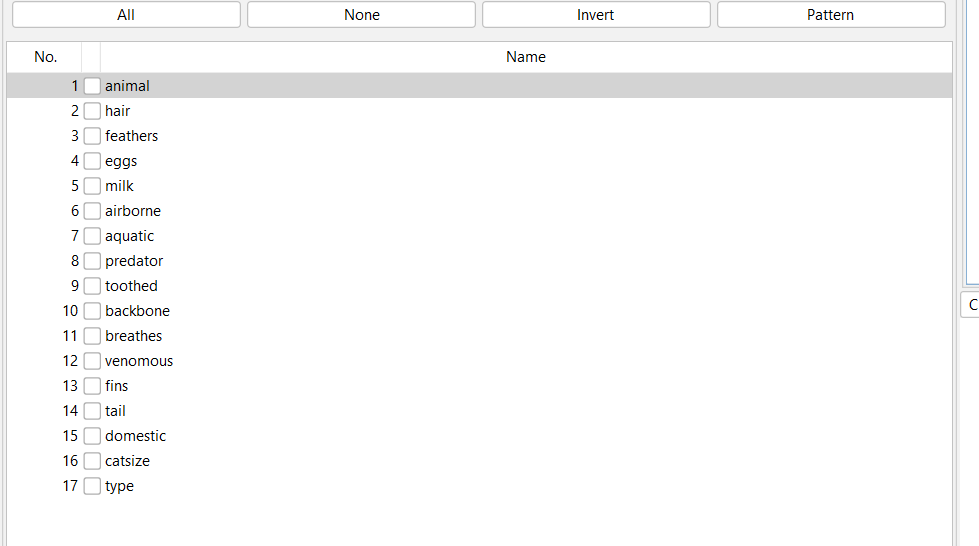 All None Invert Pattern
No. Name
1 animal
2 hair
3 feathers
4 eggs
5 milk
6 airborne
7 aquatic
8 predator
9 toothed
10 backbone
11 breathes
12 venomous
13 fins
14 tail
15 domestic
16 catsize
17 type